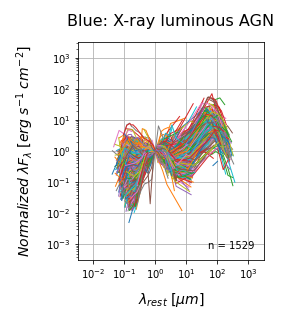 Blue: X-ray luminous AGN
Normalized λF_λ [erg s⁻¹ cm⁻²]
10³
10²
10¹
10⁰
10⁻¹
10⁻²
10⁻³
n = 1529
10⁻² 10⁻¹ 10⁰ 10¹ 10² 10³
λ_rest [μm]